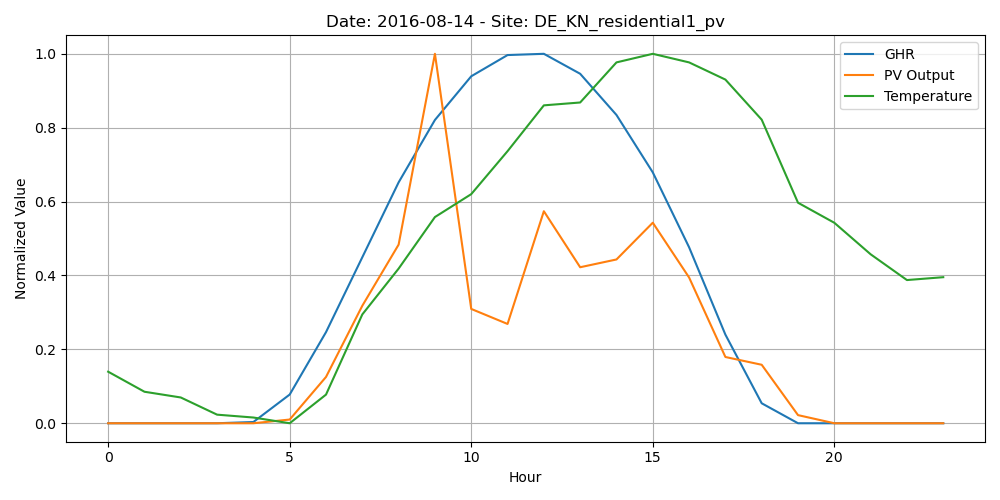 Date: 2016-08-14 - Site: DE_KN_residential1_pv
GHR
PV Output
Temperature
Normalized Value
1.0
0.8
0.6
0.4
0.2
0.0
0 5 10 15 20
Hour